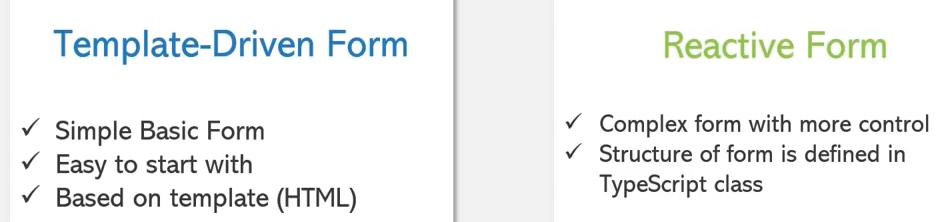 Template-Driven Form
✓ Simple Basic Form
✓ Easy to start with
✓ Based on template (HTML)
Reactive Form
✓ Complex form with more control
✓ Structure of form is defined in
TypeScript class